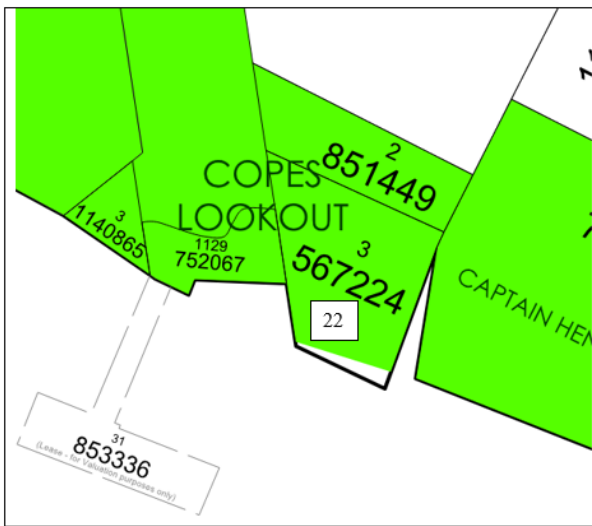 2
851449
COPES
LOOKOUT
3
1140865
1129
752067
3
567224
CAPTAIN HEN
22
31
853336
(Lease - for Valuation purposes only)